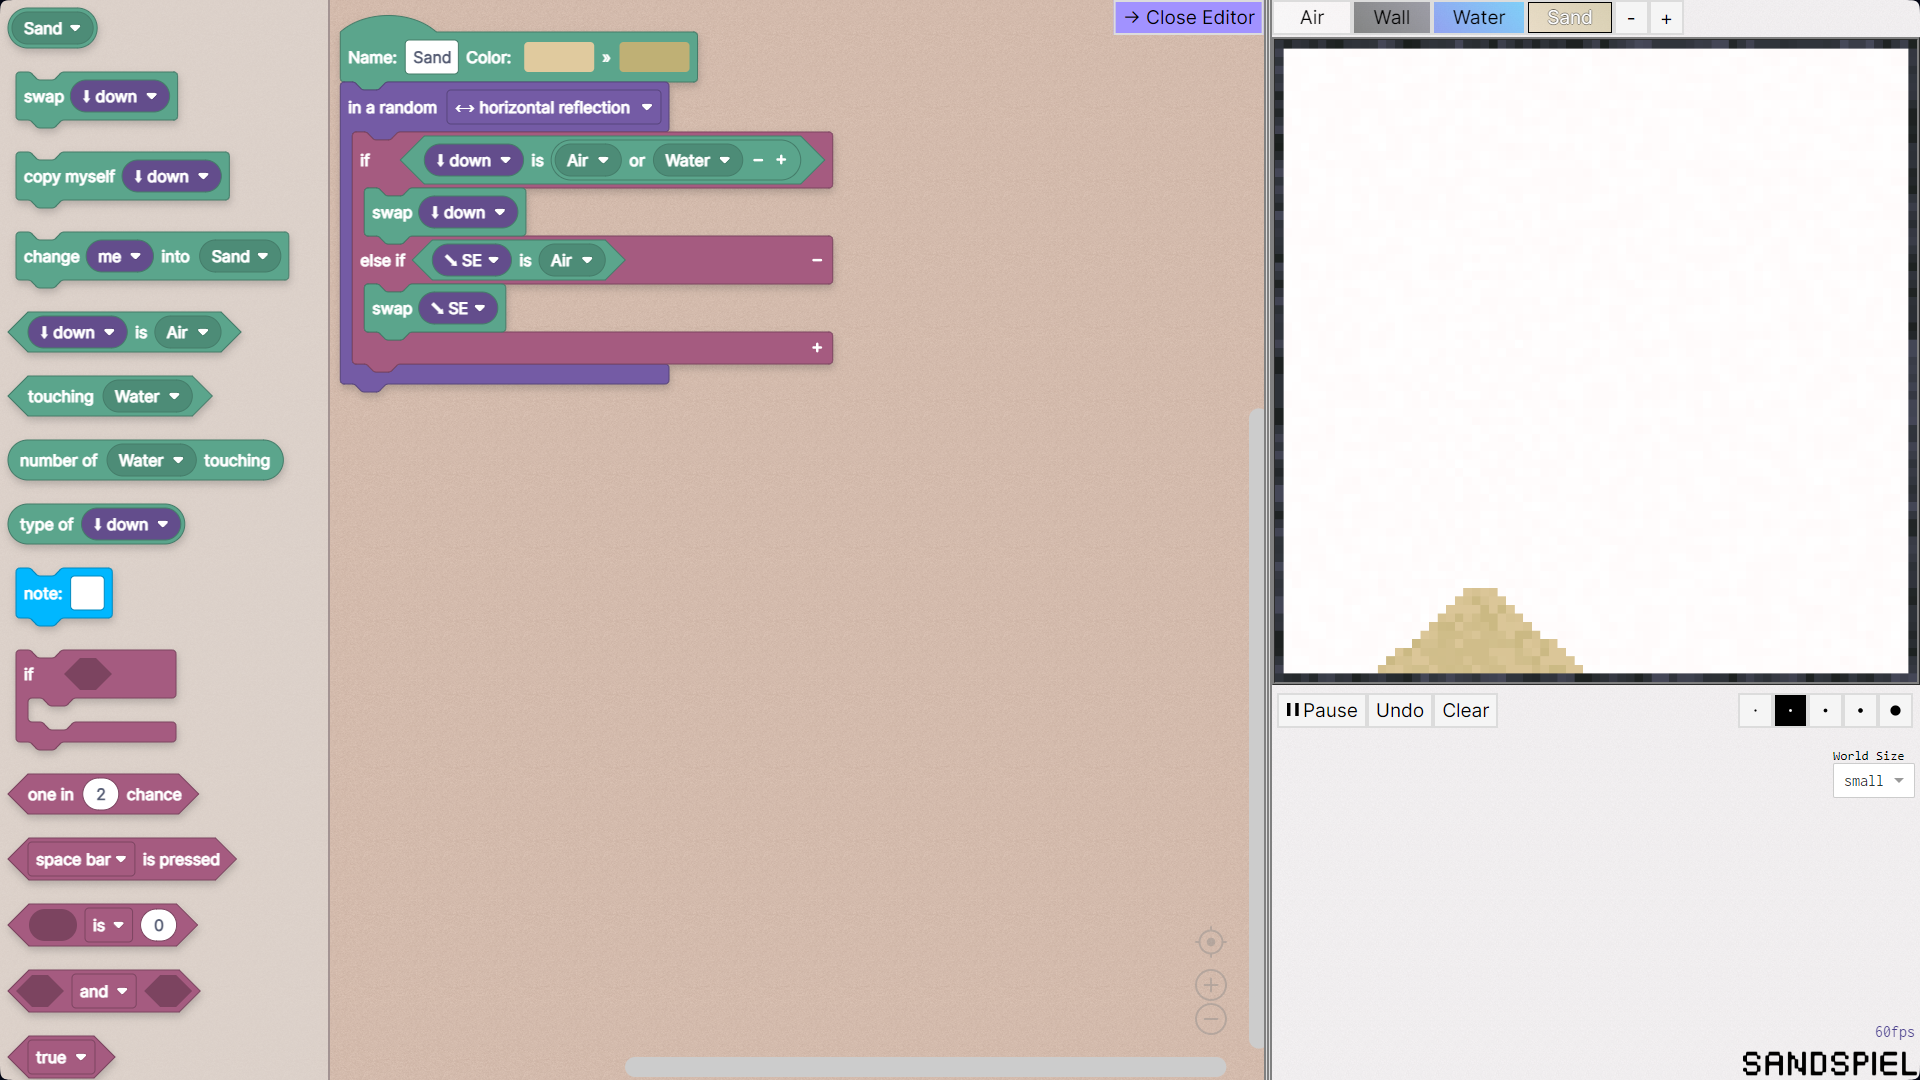 Sand
swap down
copy myself down
change me into Sand
down is Air
touching Water
number of Water touching
type of down
note:
if
one in 2 chance
space bar is pressed
is 0
and
true
Name: Sand Color: »
in a random horizontal reflection
if down is Air or Water − +
swap down
else if SE is Air −
swap SE
+
→ Close Editor
Air Wall Water Sand - +
Pause Undo Clear
World Size
small
60fps
SANDSPIEL